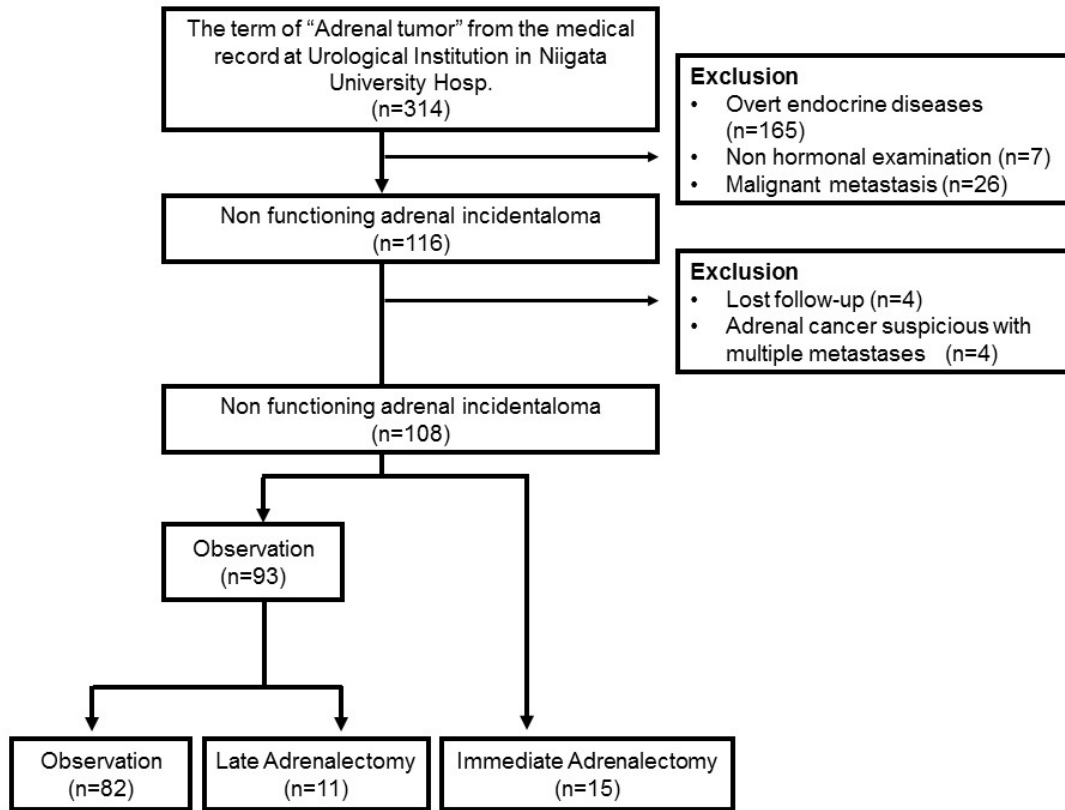 The term of “Adrenal tumor” from the medical
record at Urological Institution in Niigata
University Hosp.
(n=314)
Exclusion
• Overt endocrine diseases
(n=165)
• Non hormonal examination (n=7)
• Malignant metastasis (n=26)
Non functioning adrenal incidentaloma
(n=116)
Exclusion
• Lost follow-up (n=4)
• Adrenal cancer suspicious with
multiple metastases (n=4)
Non functioning adrenal incidentaloma
(n=108)
Observation
(n=93)
Observation
(n=82)
Late Adrenalectomy
(n=11)
Immediate Adrenalectomy
(n=15)